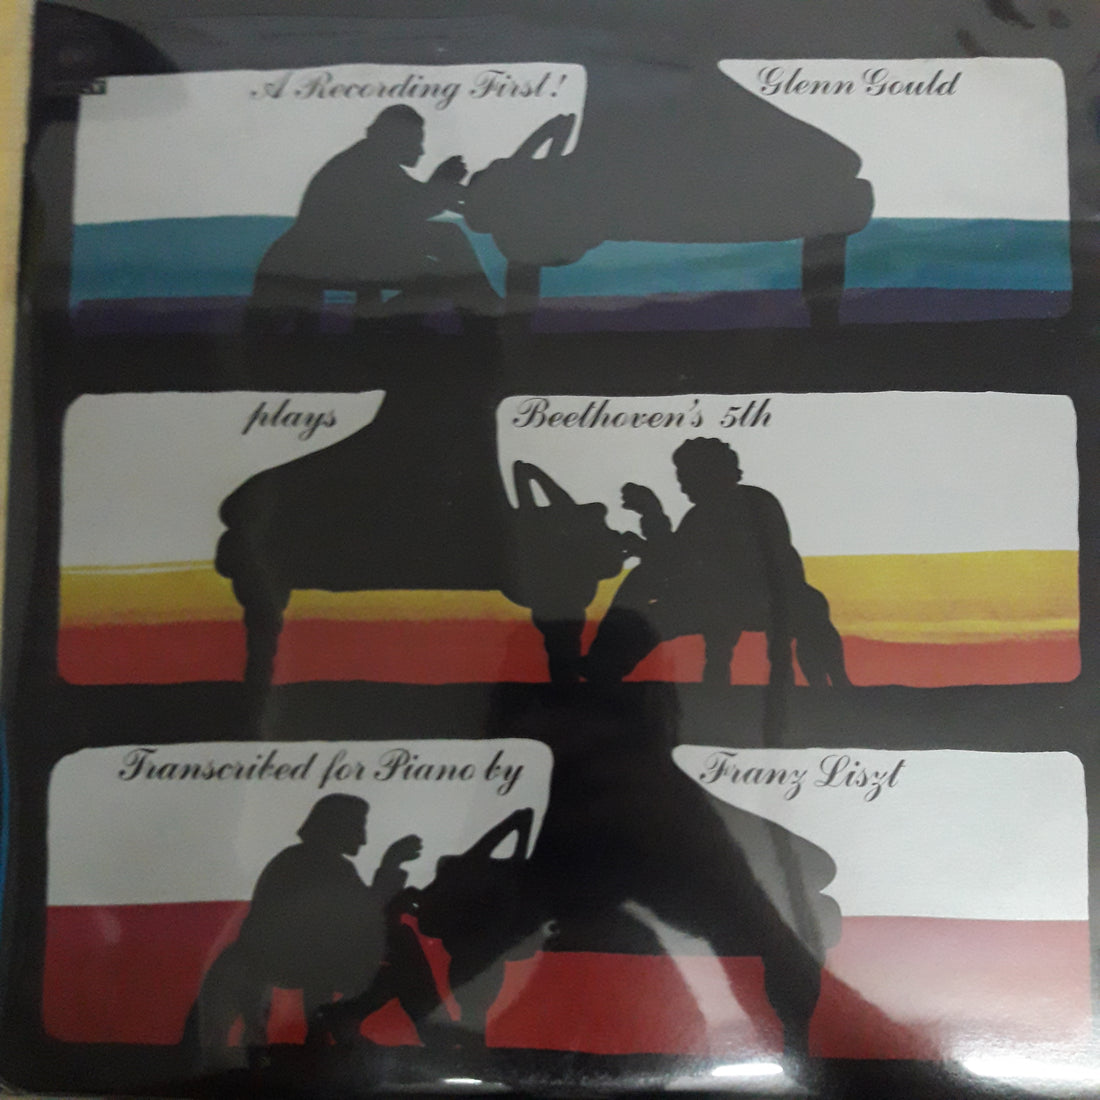 A Recording First!
Glenn Gould
plays
Beethoven's 5th
Transcribed for Piano by
Franz Liszt